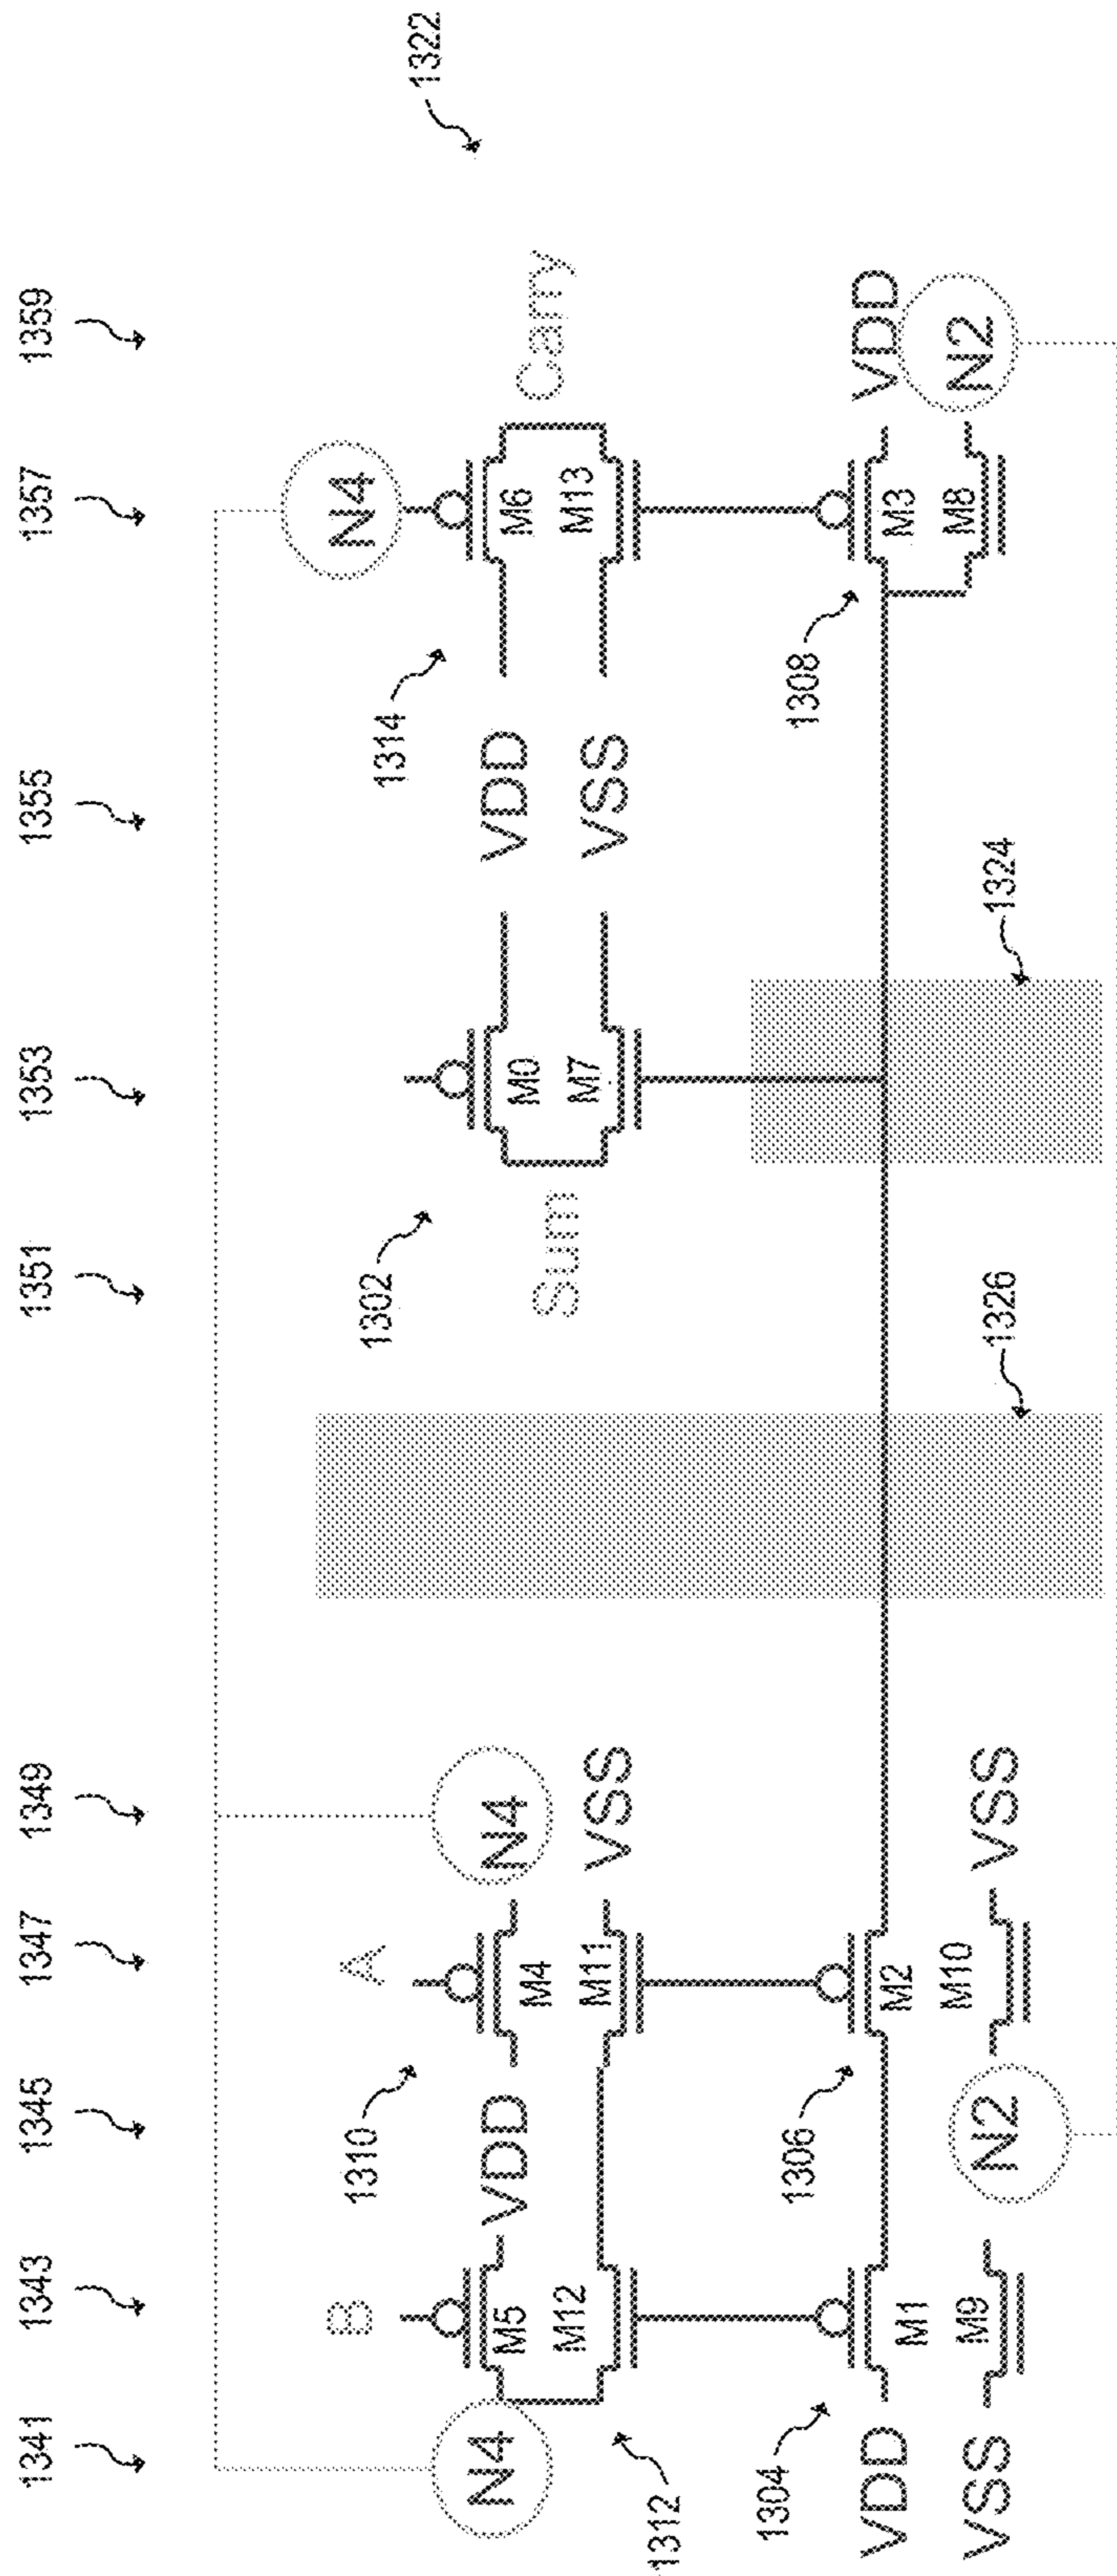 1341 1343 1345 1347 1349 1351 1353 1355 1357 1359
1322
N4
B A
N4 M5 VDD M4 N4 M0 VDD M6
1310 1302 1314
Sum Carry
M12 M11 VSS M7 VSS M13
1312
1304 1306 1308
VDD M1 M2 M3 VDD
VSS M9 N2 M10 VSS M8 N2
1326 1324